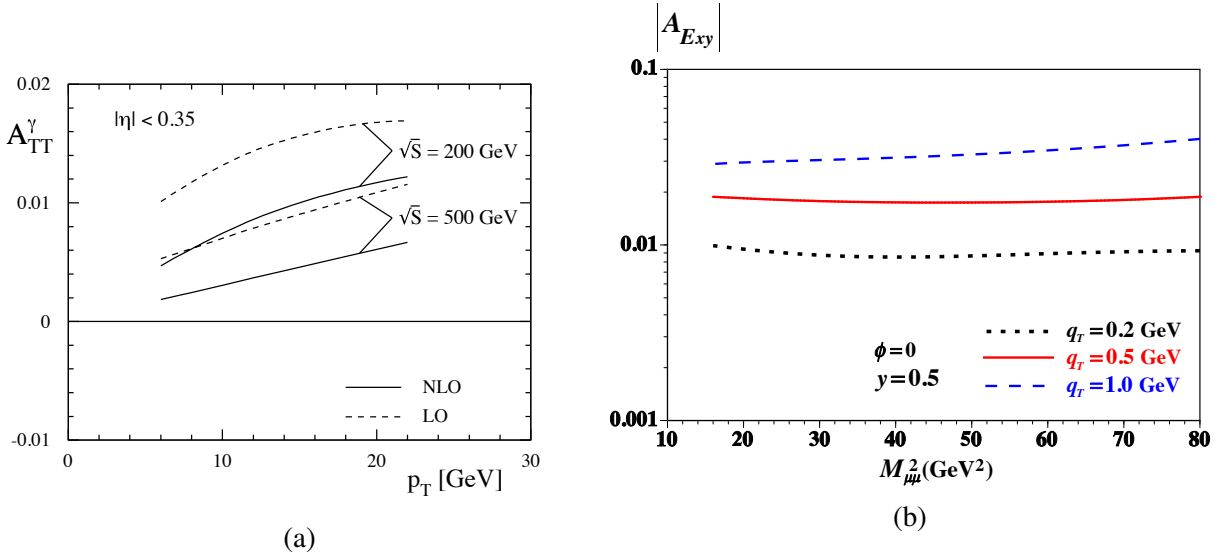 0.02
0.01
0
-0.01
A_TT^γ
|η| < 0.35
√S = 200 GeV
√S = 500 GeV
NLO
LO
0 10 20 30
p_T [GeV]
(a)
|A_Exy|
0.1
0.01
0.001
q_T = 0.2 GeV
ϕ=0
q_T = 0.5 GeV
y=0.5
q_T = 1.0 GeV
10 20 30 40 50 60 70 80
M²_μμ(GeV²)
(b)